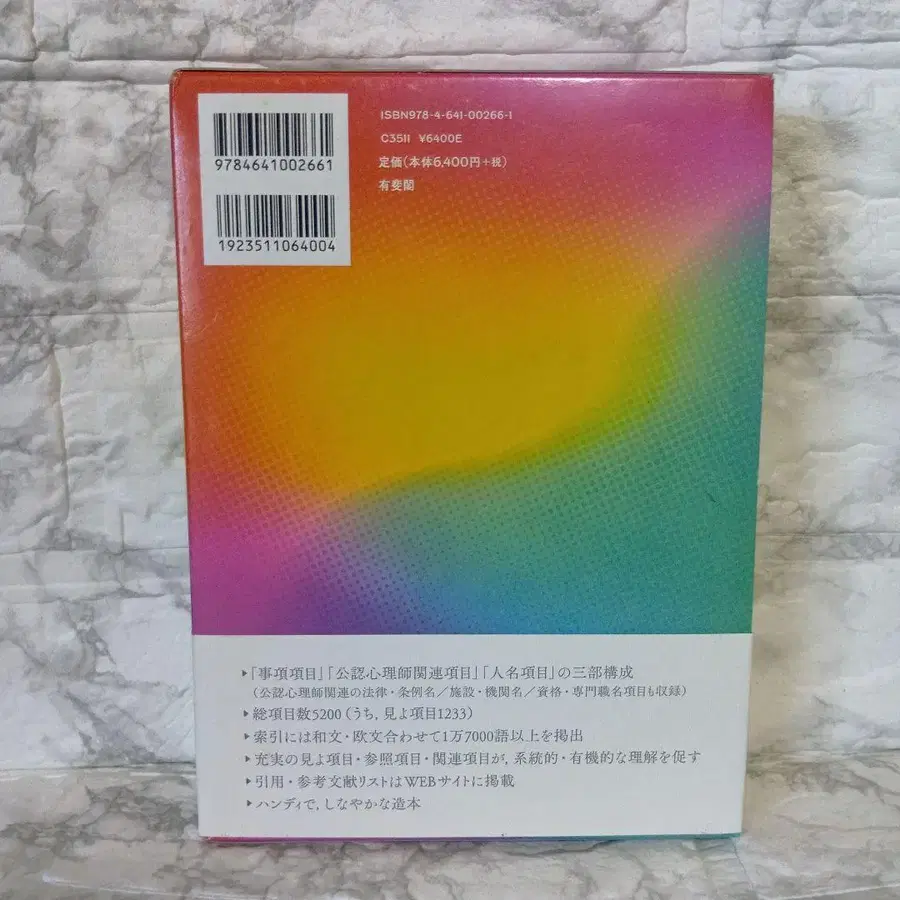 9784641002661
1923511064004
ISBN978-4-641-00266-1
C3511 ¥6400E
定価(本体6,400円+税)
有斐閣
▶「事項項目」「公認心理師関連項目」「人名項目」の三部構成
(公認心理師関連の法律・条例名／施設・機関名／資格・専門職名項目も収録)
▶総項目数5200(うち,見よ項目1233)
▶索引には和文・欧文合わせて1万7000語以上を掲出
▶充実の見よ項目・参照項目・関連項目が,系統的・有機的な理解を促す
▶引用・参考文献リストはWEBサイトに掲載
▶ハンディで,しなやかな造本